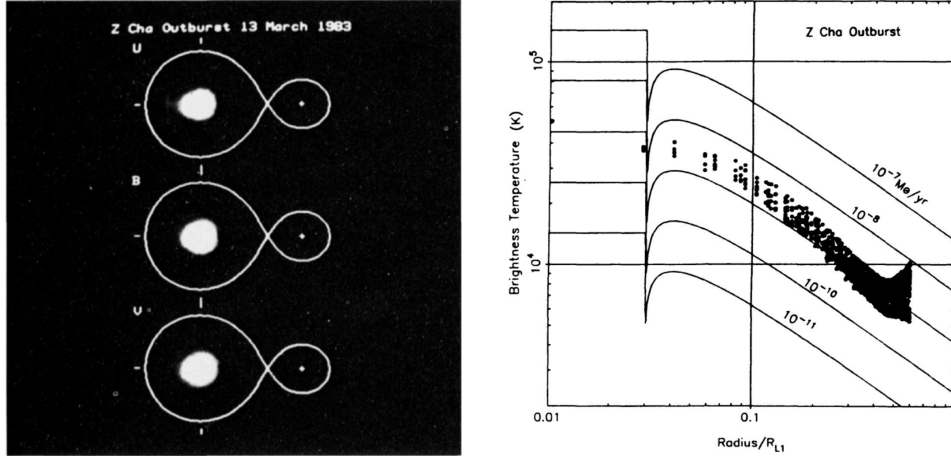 Z Cha Outburst 13 March 1983
U
B
V
Z Cha Outburst
10^5
10^4
Brightness Temperature (K)
10^-7 M⊙/yr
10^-8
10^-10
10^-11
0.01
0.1
Radius/R_L1